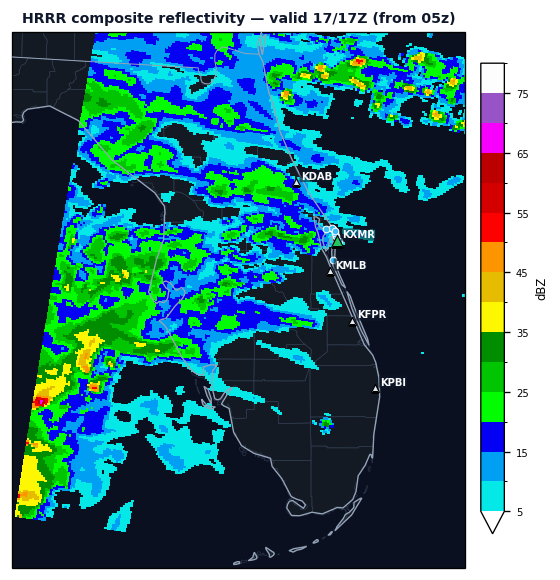 HRRR composite reflectivity — valid 17/17Z (from 05z)
KDAB
KXMR
KMLB
KFPR
KPBI
75
65
55
45
35
25
15
5
dBZ